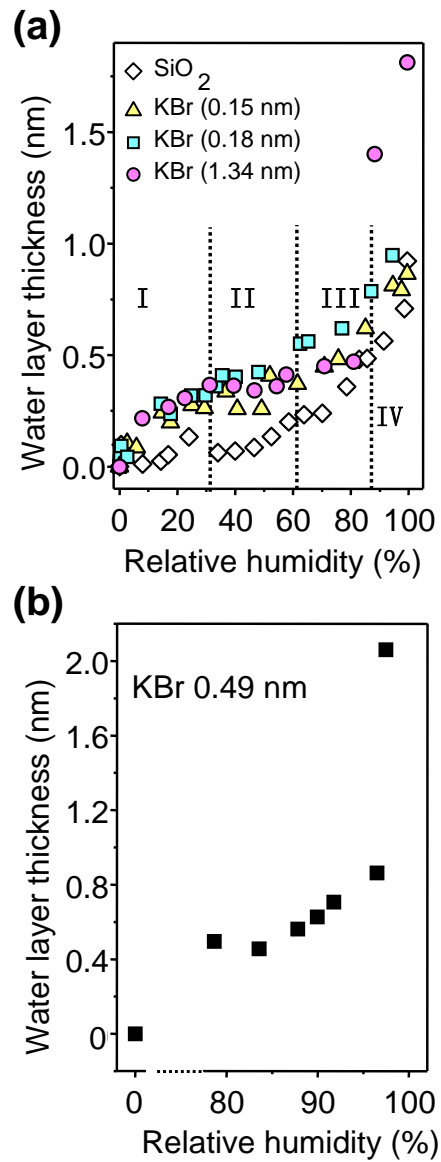 (a)
SiO2
KBr (0.15 nm)
KBr (0.18 nm)
KBr (1.34 nm)
Water layer thickness (nm)
1.5
1.0
0.5
0.0
I
II
III
IV
0 20 40 60 80 100
Relative humidity (%)
(b)
KBr 0.49 nm
Water layer thickness (nm)
2.0
1.6
1.2
0.8
0.4
0
0 80 90 100
Relative humidity (%)